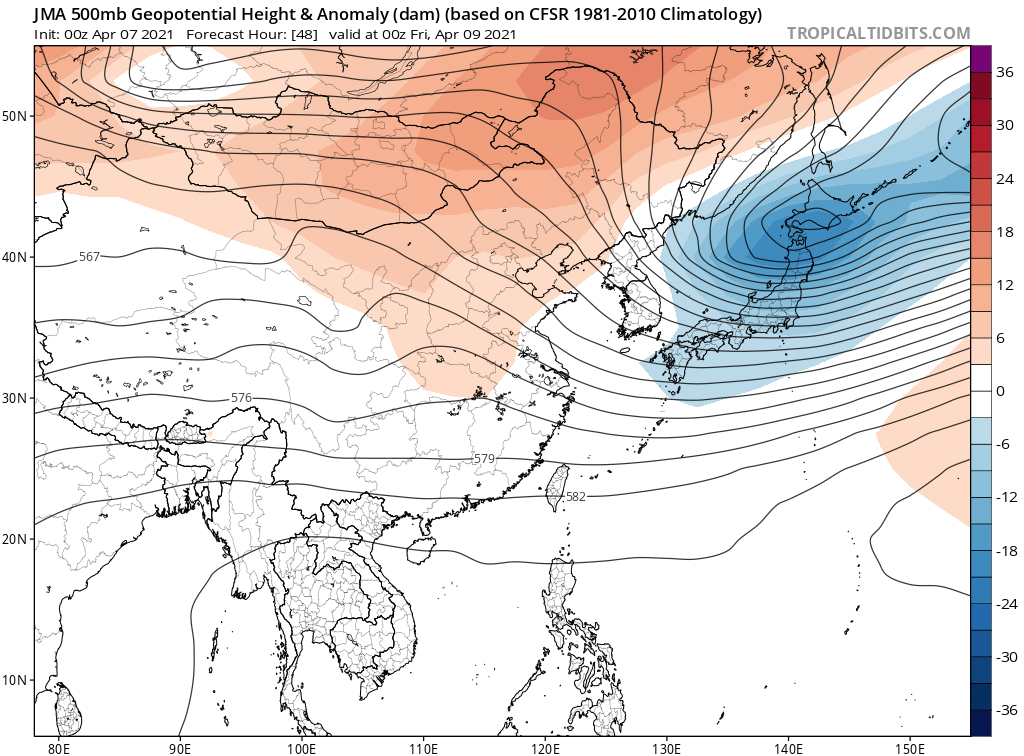 JMA 500mb Geopotential Height & Anomaly (dam) (based on CFSR 1981-2010 Climatology)
Init: 00z Apr 07 2021 Forecast Hour: [48] valid at 00z Fri, Apr 09 2021
TROPICALTIDBITS.COM
50N
40N
30N
20N
10N
80E
90E
100E
110E
120E
130E
140E
150E
567
576
579
582
36
30
24
18
12
6
0
-6
-12
-18
-24
-30
-36